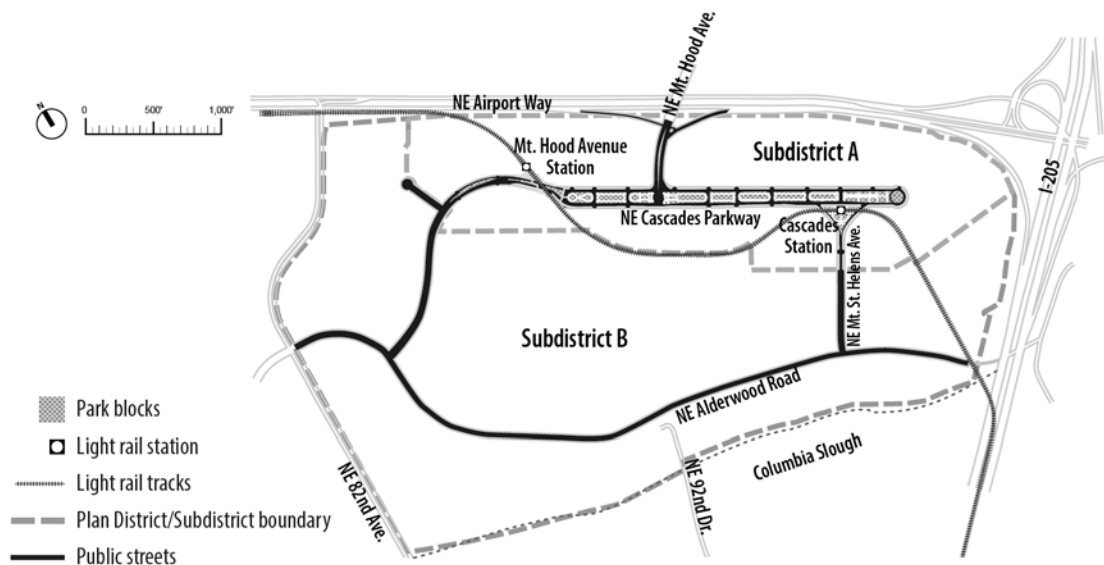 N
0 500' 1,000'
NE Airport Way
NE Mt. Hood Ave.
Mt. Hood Avenue
Station
Subdistrict A
I-205
NE Cascades Parkway
Cascades
Station
NE Mt. St. Helens Ave.
Subdistrict B
NE Alderwood Road
Columbia Slough
NE 82nd Ave.
NE 92nd Dr.
Park blocks
Light rail station
Light rail tracks
Plan District/Subdistrict boundary
Public streets